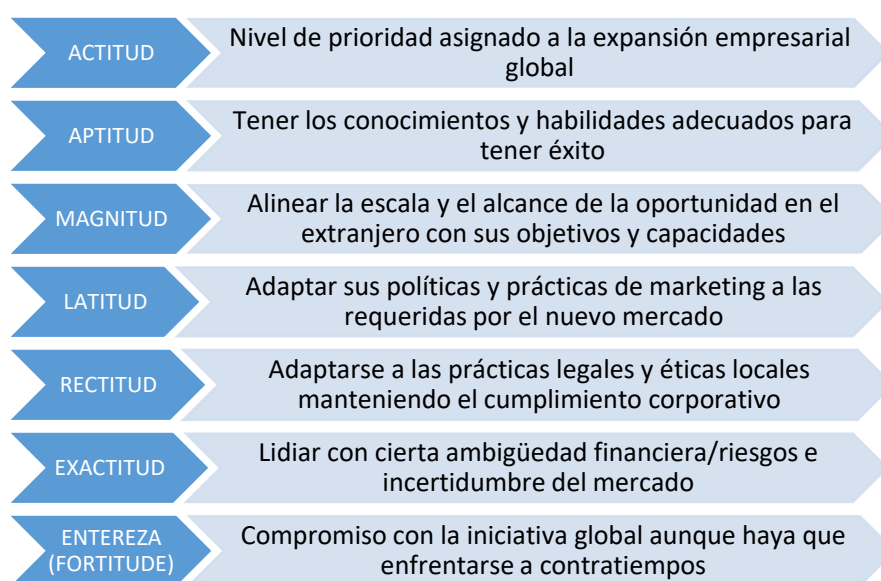 ACTITUD
Nivel de prioridad asignado a la expansión empresarial
global
APTITUD
Tener los conocimientos y habilidades adecuados para
tener éxito
MAGNITUD
Alinear la escala y el alcance de la oportunidad en el
extranjero con sus objetivos y capacidades
LATITUD
Adaptar sus políticas y prácticas de marketing a las
requeridas por el nuevo mercado
RECTITUD
Adaptarse a las prácticas legales y éticas locales
manteniendo el cumplimiento corporativo
EXACTITUD
Lidiar con cierta ambigüedad financiera/riesgos e
incertidumbre del mercado
ENTEREZA
(FORTITUDE)
Compromiso con la iniciativa global aunque haya que
enfrentarse a contratiempos